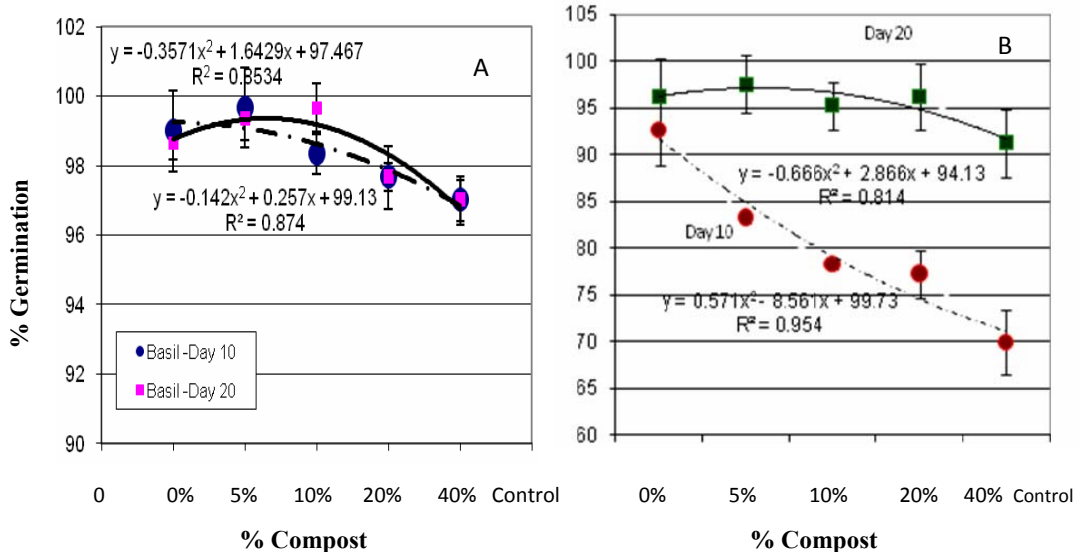 102
100
98
96
94
92
90
% Germination
y = -0.3571x² + 1.6429x + 97.467
R² = 0.8534
A
y = -0.142x² + 0.257x + 99.13
R² = 0.874
Basil -Day 10
Basil -Day 20
0 0% 5% 10% 20% 40% Control
% Compost
100
95
90
85
80
75
70
65
60
Day 20
B
y = -0.666x² + 2.866x + 94.13
R² = 0.814
Day 10
y = 0.571x² - 8.561x + 99.73
R² = 0.954
0% 5% 10% 20% 40% Control
% Compost